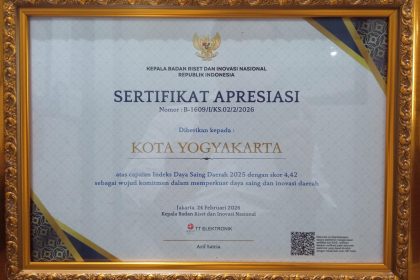 KEPALA BADAN RISET DAN INOVASI NASIONAL
REPUBLIK INDONESIA
SERTIFIKAT APRESIASI
Nomor : B-1609/I/KS.02/2/2026
Diberikan kepada :
KOTA YOGYAKARTA
atas capaian Indeks Daya Saing Daerah 2025 dengan skor 4,42
sebagai wujud komitmen dalam memperkuat daya saing dan inovasi daerah
Jakarta, 24 Februari 2026
Kepala Badan Riset dan Inovasi Nasional
TT ELEKTRONIK
Arif Satria